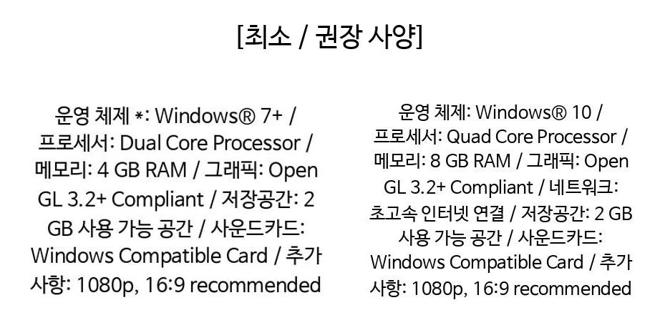 [최소 / 권장 사양]
운영 체제 *: Windows® 7+ /
프로세서: Dual Core Processor /
메모리: 4 GB RAM / 그래픽: Open
GL 3.2+ Compliant / 저장공간: 2
GB 사용 가능 공간 / 사운드카드:
Windows Compatible Card / 추가
사항: 1080p, 16:9 recommended
운영 체제: Windows® 10 /
프로세서: Quad Core Processor /
메모리: 8 GB RAM / 그래픽: Open
GL 3.2+ Compliant / 네트워크:
초고속 인터넷 연결 / 저장공간: 2 GB
사용 가능 공간 / 사운드카드:
Windows Compatible Card / 추가
사항: 1080p, 16:9 recommended